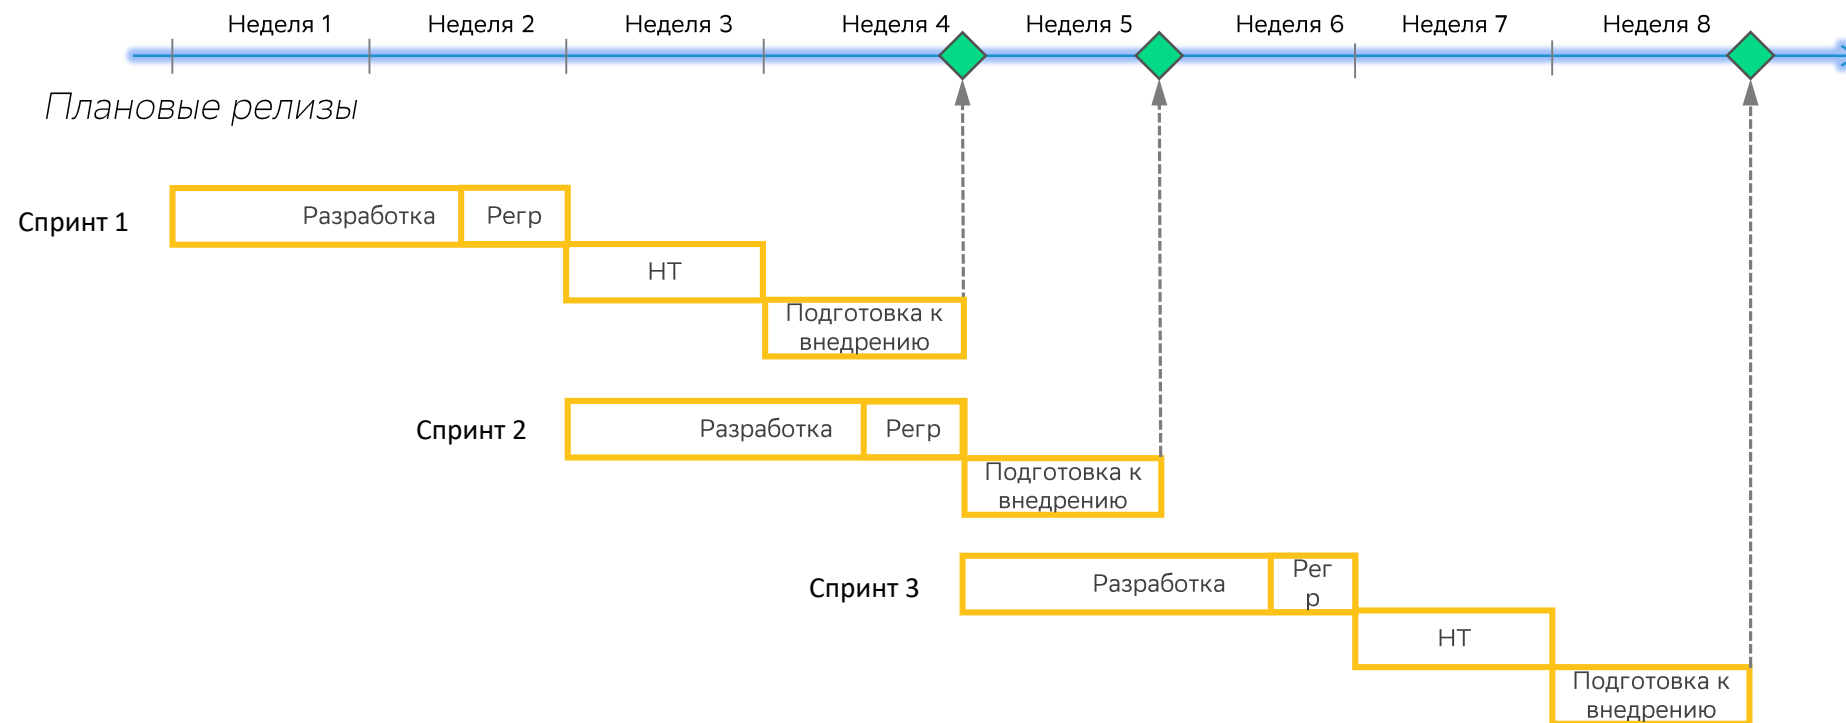 Неделя 1
Неделя 2
Неделя 3
Неделя 4
Неделя 5
Неделя 6
Неделя 7
Неделя 8
Плановые релизы
Спринт 1
Разработка
Регр
НТ
Подготовка к
внедрению
Спринт 2
Разработка
Регр
Подготовка к
внедрению
Спринт 3
Разработка
Рег
р
НТ
Подготовка к
внедрению